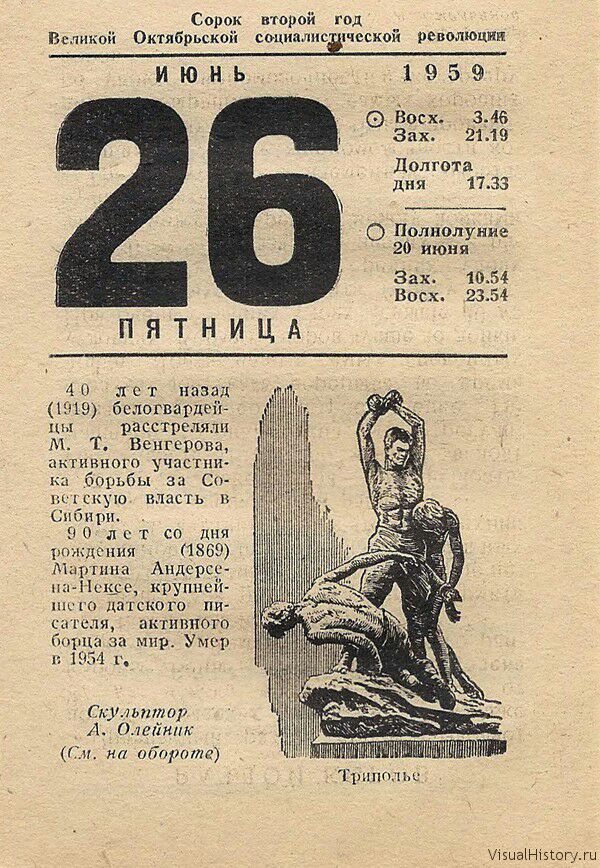 Сорок второй год
Великой Октябрьской социалистической революции
ИЮНЬ 1959
26
Восх. 3.46
Зах. 21.19
Долгота
дня 17.33
Полнолуние
20 июня
Зах. 10.54
Восх. 23.54
ПЯТНИЦА
40 лет назад
(1919) белогвардей-
цы расстреляли
М. Т. Венгерова,
активного участни-
ка борьбы за Со-
ветскую власть в
Сибири.
90 лет со дня
рождения (1869)
Мартина Андерсе-
на-Нексе, крупней-
шего датского пи-
сателя, активного
борца за мир. Умер
в 1954 г.
Скульптор
А. Олейник
(См. на обороте)
Триполье
VisualHistory.ru